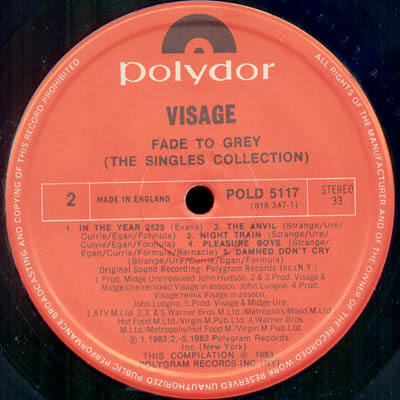 polydor
VISAGE
FADE TO GREY
(THE SINGLES COLLECTION)
2
MADE IN ENGLAND
POLD 5117
(815 347-1)
STEREO
33
1. IN THE YEAR 2525 (Evans) 2. THE ANVIL (Strange/Ure/
Currie/Egan/Formula) 3. NIGHT TRAIN (Strange/Ure/
Currie/Egan/Formula) 4. PLEASURE BOYS (Strange/
Egan/Currie/Formula/Barnacle) 5. DAMNED DON'T CRY
(Strange/Ure/Currie/Egan/Formula)
Original Sound Recording: Polygram Records Inc.(N.Y.)
1. Prod. Midge Ure/remixed John Hudson. 2 & 3.Prod. Visage &
Midge Ure/remixed Visage in assocn. John Luogno. 4. Prod.
Visage/remix Visage in assocn.
John Luogno. 5.Prod. Visage & Midge Ure.
1.ATV M.Ltd. 2,3, & 5.Warner Bros.M Ltd./Metropolis/Mood M.Ltd./
Hot Food M.Ltd/Virgin M.Pub Ltd. 4.Warner Bros.
M.Ltd./Metropolis/Hot Food M.Ltd./Virgin M.Pub.Ltd.
Ⓟ 1.1983;2.-5.1982 Polygram Records
Inc. (New York)
THIS COMPILATION Ⓟ 1983
POLYGRAM RECORDS INC (NY)
ALL RIGHTS OF THE MANUFACTURER AND OF THE OWNER OF THE RECORDED WORK RESERVED UNAUTHORIZED PUBLIC PERFORMANCE BROADCASTING AND COPYING OF THIS RECORD PROHIBITED